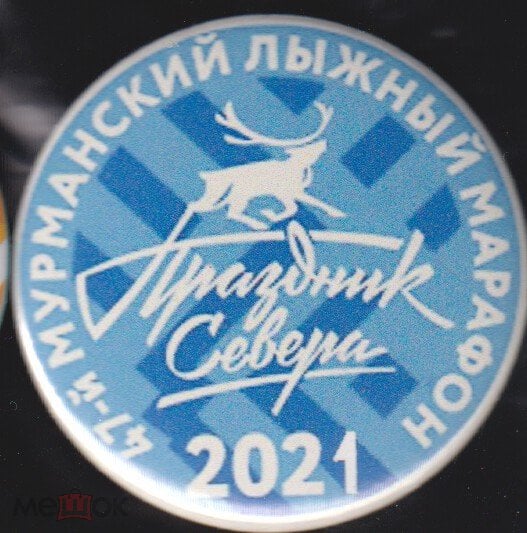 47-й МУРМАНСКИЙ ЛЫЖНЫЙ МАРАФОН
Праздник
Севера
2021
мешок